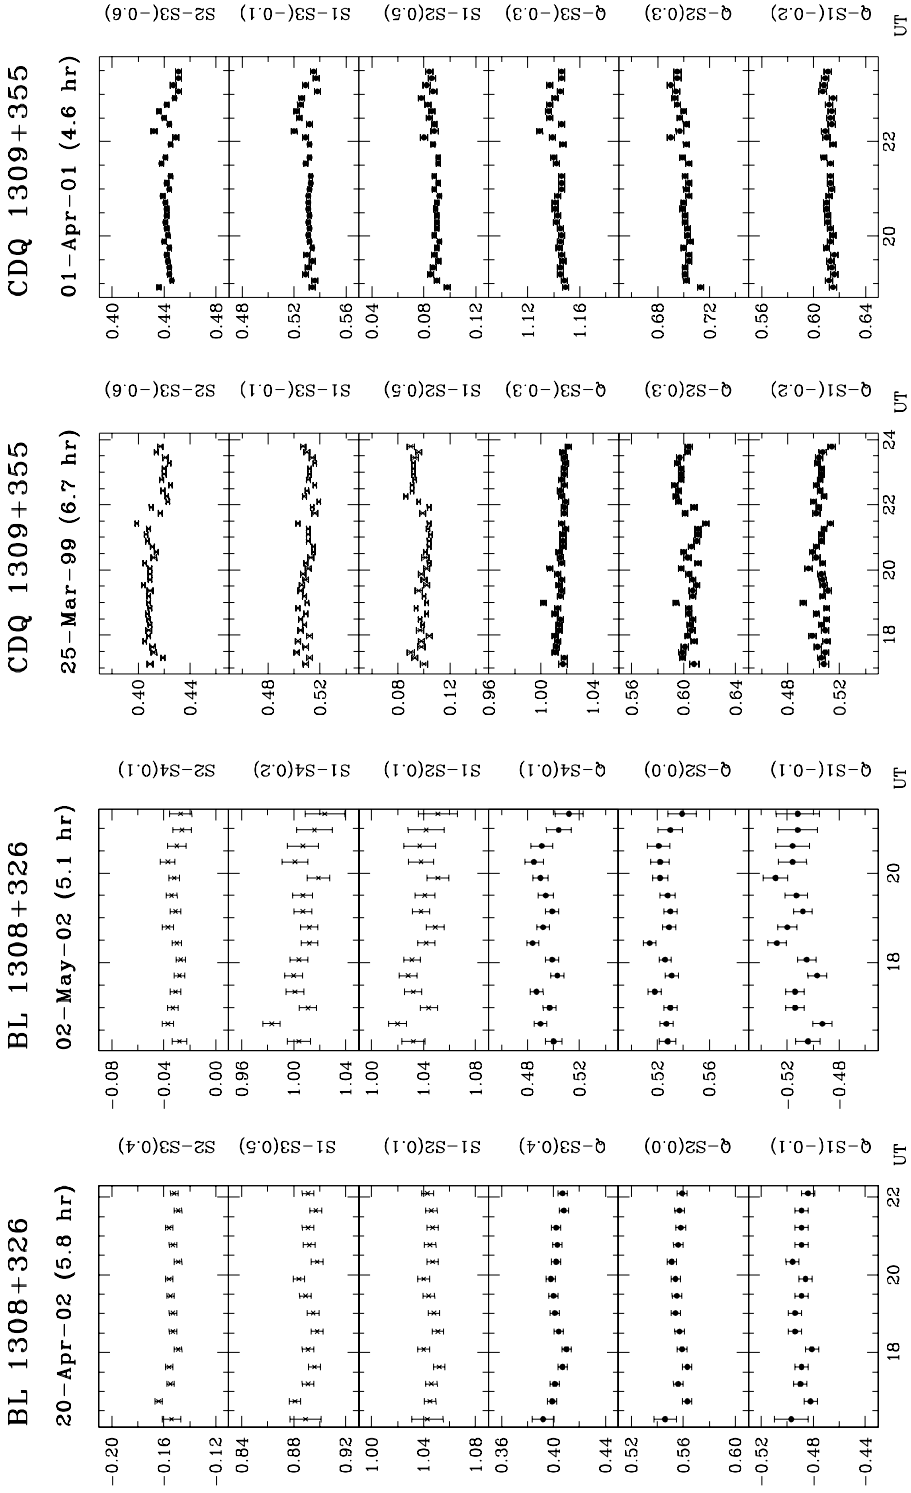 BL 1308+326
20-Apr-02 (5.8 hr)
-0.20
-0.16
-0.12
S2-S3(0.4)
0.84
0.88
0.92
S1-S3(0.5)
1.00
1.04
1.08
S1-S2(0.1)
0.36
0.40
0.44
Q-S3(0.4)
0.52
0.56
0.60
Q-S2(0.0)
-0.52
-0.48
Q-S1(-0.1)
18 20 22
UT
BL 1308+326
02-May-02 (5.1 hr)
-0.08
-0.04
0.00
S2-S4(0.1)
0.96
1.00
1.04
S1-S4(0.2)
1.00
1.04
1.08
S1-S2(0.1)
0.48
0.52
Q-S4(0.1)
0.52
0.56
Q-S2(0.0)
-0.52
-0.48
Q-S1(-0.1)
18 20
UT
CDQ 1309+355
25-Mar-99 (6.7 hr)
0.40
0.44
S2-S3(-0.6)
0.48
0.52
S1-S3(-0.1)
0.08
0.12
S1-S2(0.5)
0.96
1.00
1.04
Q-S3(-0.3)
0.56
0.60
0.64
Q-S2(0.3)
0.48
0.52
Q-S1(-0.2)
18 20 22 24
UT
CDQ 1309+355
01-Apr-01 (4.6 hr)
0.40
0.44
0.48
S2-S3(-0.6)
0.52
0.56
S1-S3(-0.1)
0.04
0.08
0.12
S1-S2(0.5)
1.12
1.16
Q-S3(-0.3)
0.68
0.72
Q-S2(0.3)
0.56
0.60
0.64
Q-S1(-0.2)
20 22
UT